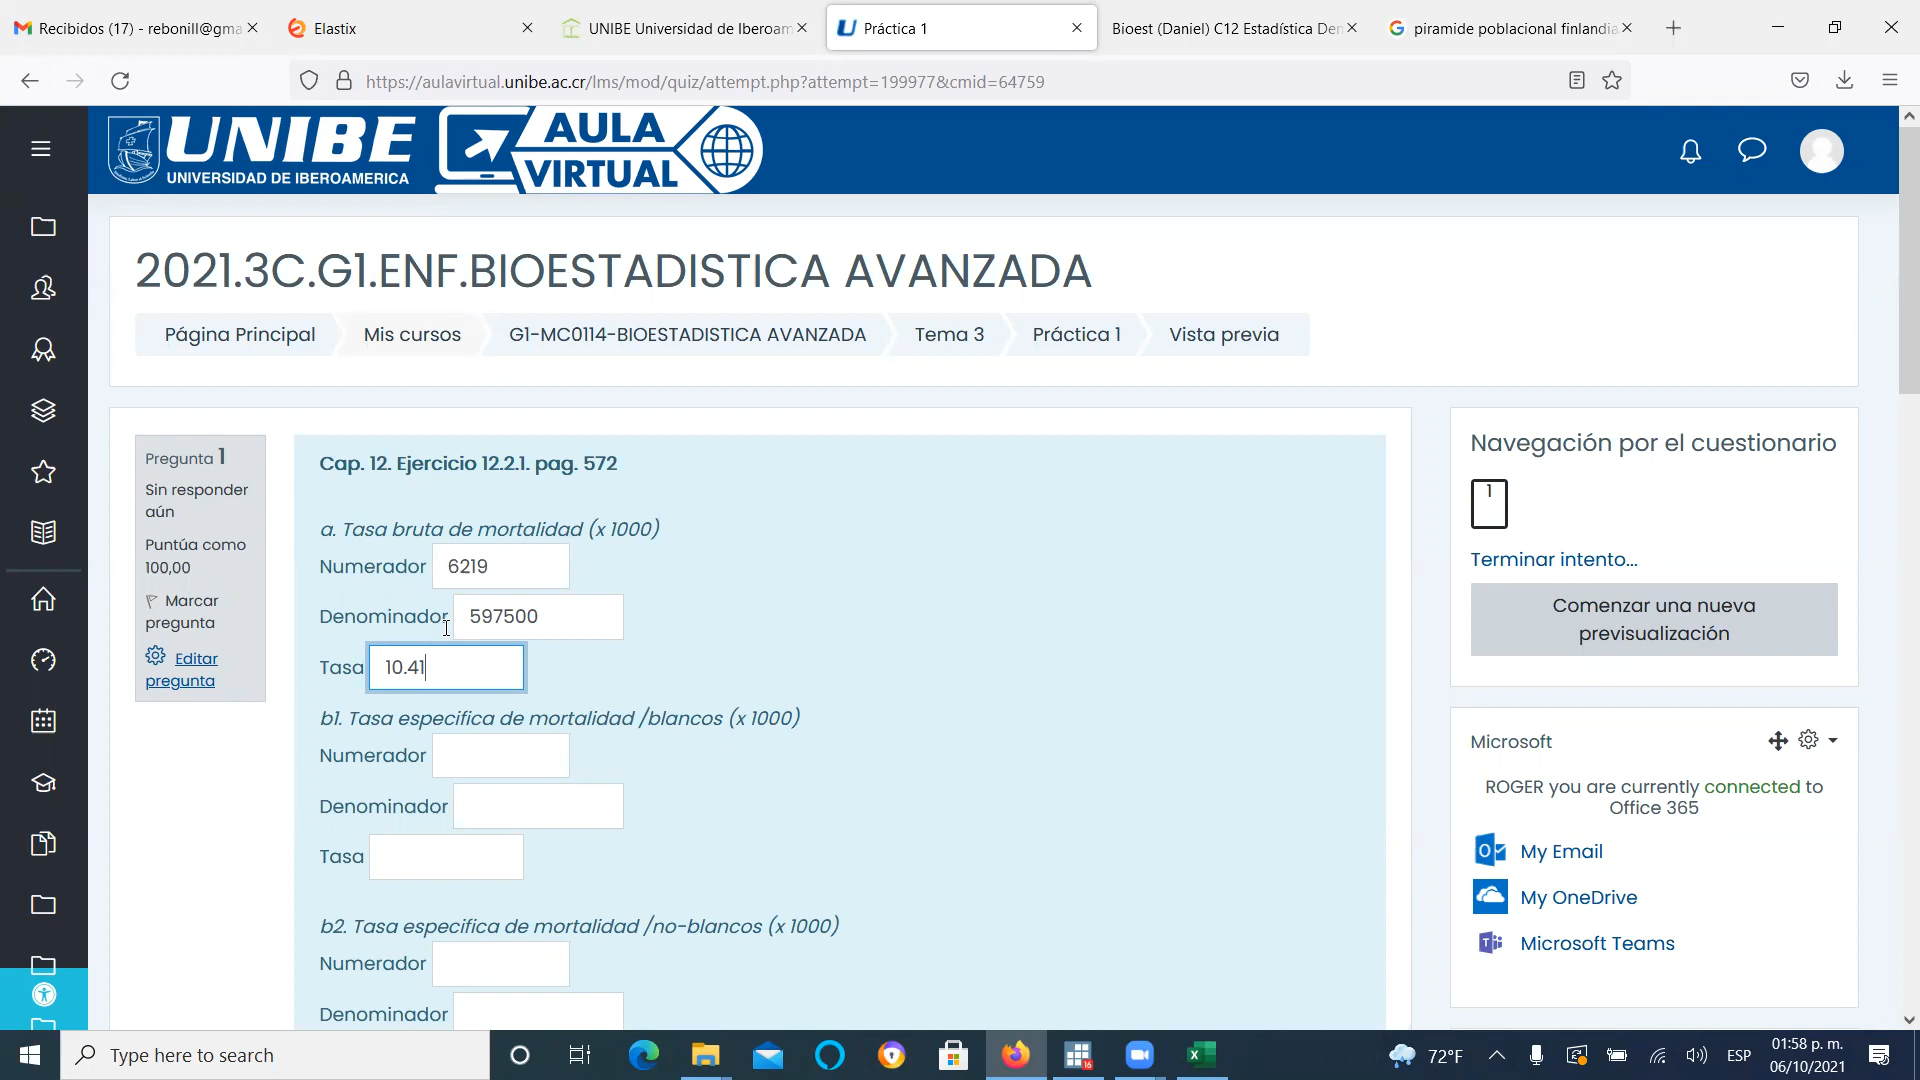 Recibidos (17) - rebonill@gma
Elastix
UNIBE Universidad de Iberoam
Práctica 1
Bioest (Daniel) C12 Estadística Den
piramide poblacional finlandia
https://aulavirtual.unibe.ac.cr/lms/mod/quiz/attempt.php?attempt=199977&cmid=64759
UNIBE
UNIVERSIDAD DE IBEROAMERICA
AULA
VIRTUAL
2021.3C.G1.ENF.BIOESTADISTICA AVANZADA
Página Principal
Mis cursos
G1-MC0114-BIOESTADISTICA AVANZADA
Tema 3
Práctica 1
Vista previa
Pregunta 1
Sin responder
aún
Puntúa como
100,00
Marcar
pregunta
Editar
pregunta
Cap. 12. Ejercicio 12.2.1. pag. 572
a. Tasa bruta de mortalidad (x 1000)
Numerador 6219
Denominador 597500
Tasa 10.41
b1. Tasa especifica de mortalidad /blancos (x 1000)
Numerador
Denominador
Tasa
b2. Tasa especifica de mortalidad /no-blancos (x 1000)
Numerador
Denominador
Navegación por el cuestionario
1
Terminar intento...
Comenzar una nueva
previsualización
Microsoft
ROGER you are currently connected to
Office 365
My Email
My OneDrive
Microsoft Teams
Type here to search
16
72°F
ESP
01:58 p. m.
06/10/2021